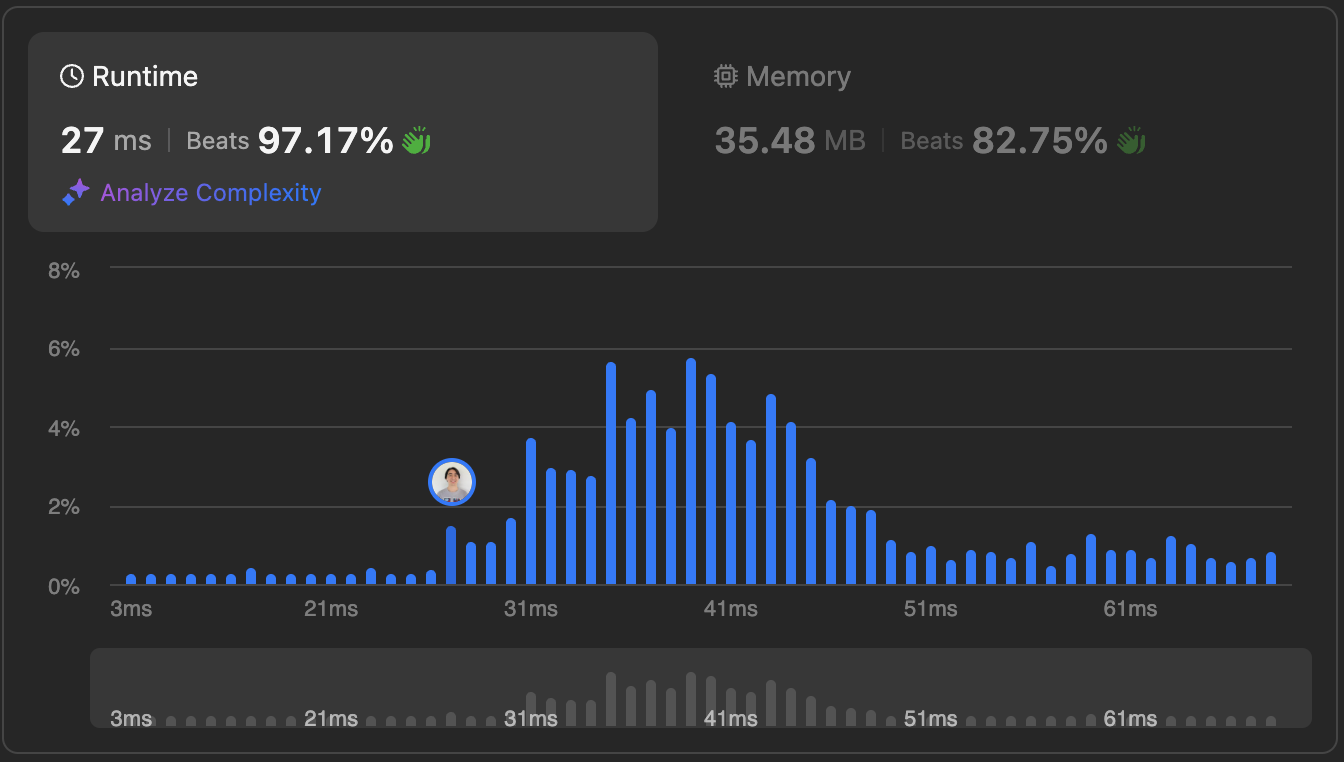 Runtime
27 ms | Beats 97.17%
Analyze Complexity
Memory
35.48 MB | Beats 82.75%
8%
6%
4%
2%
0%
3ms 21ms 31ms 41ms 51ms 61ms
3ms 21ms 31ms 41ms 51ms 61ms